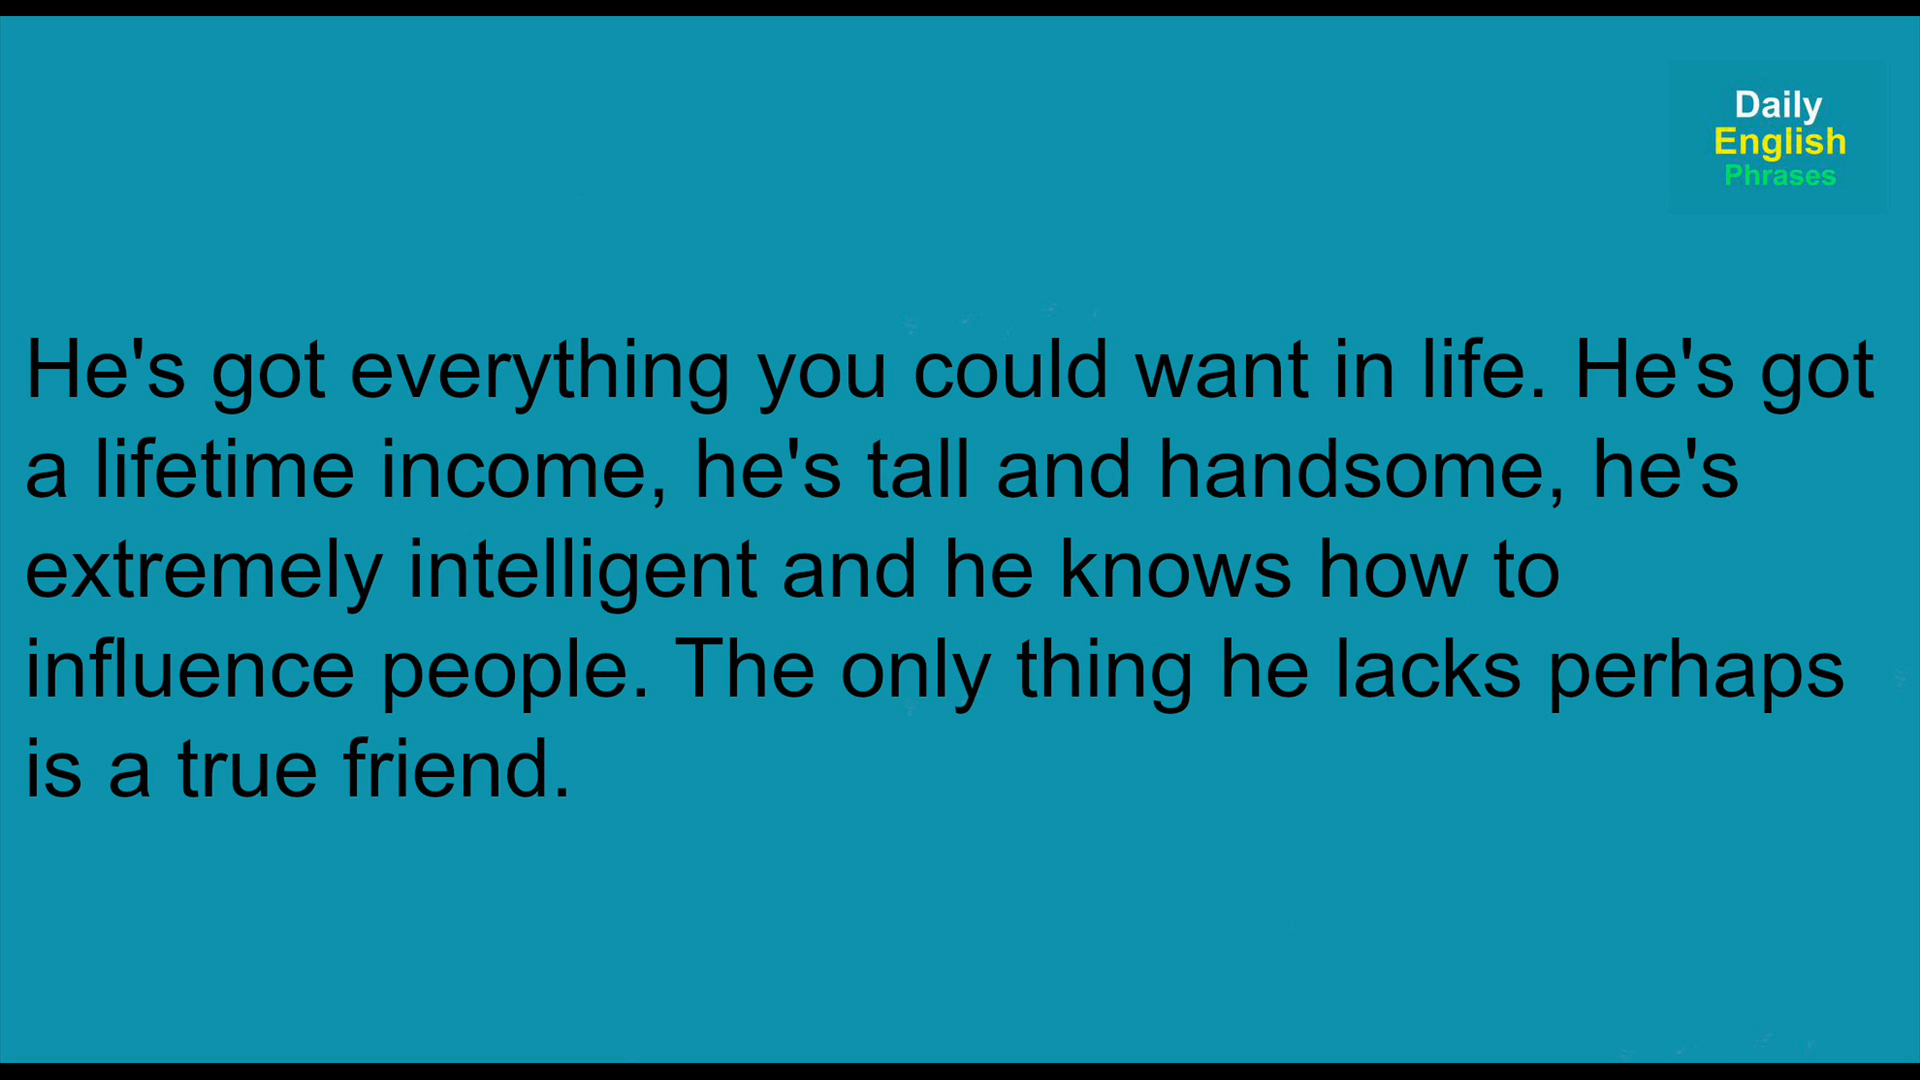 Daily
English
Phrases
He's got everything you could want in life. He's got
a lifetime income, he's tall and handsome, he's
extremely intelligent and he knows how to
influence people. The only thing he lacks perhaps
is a true friend.